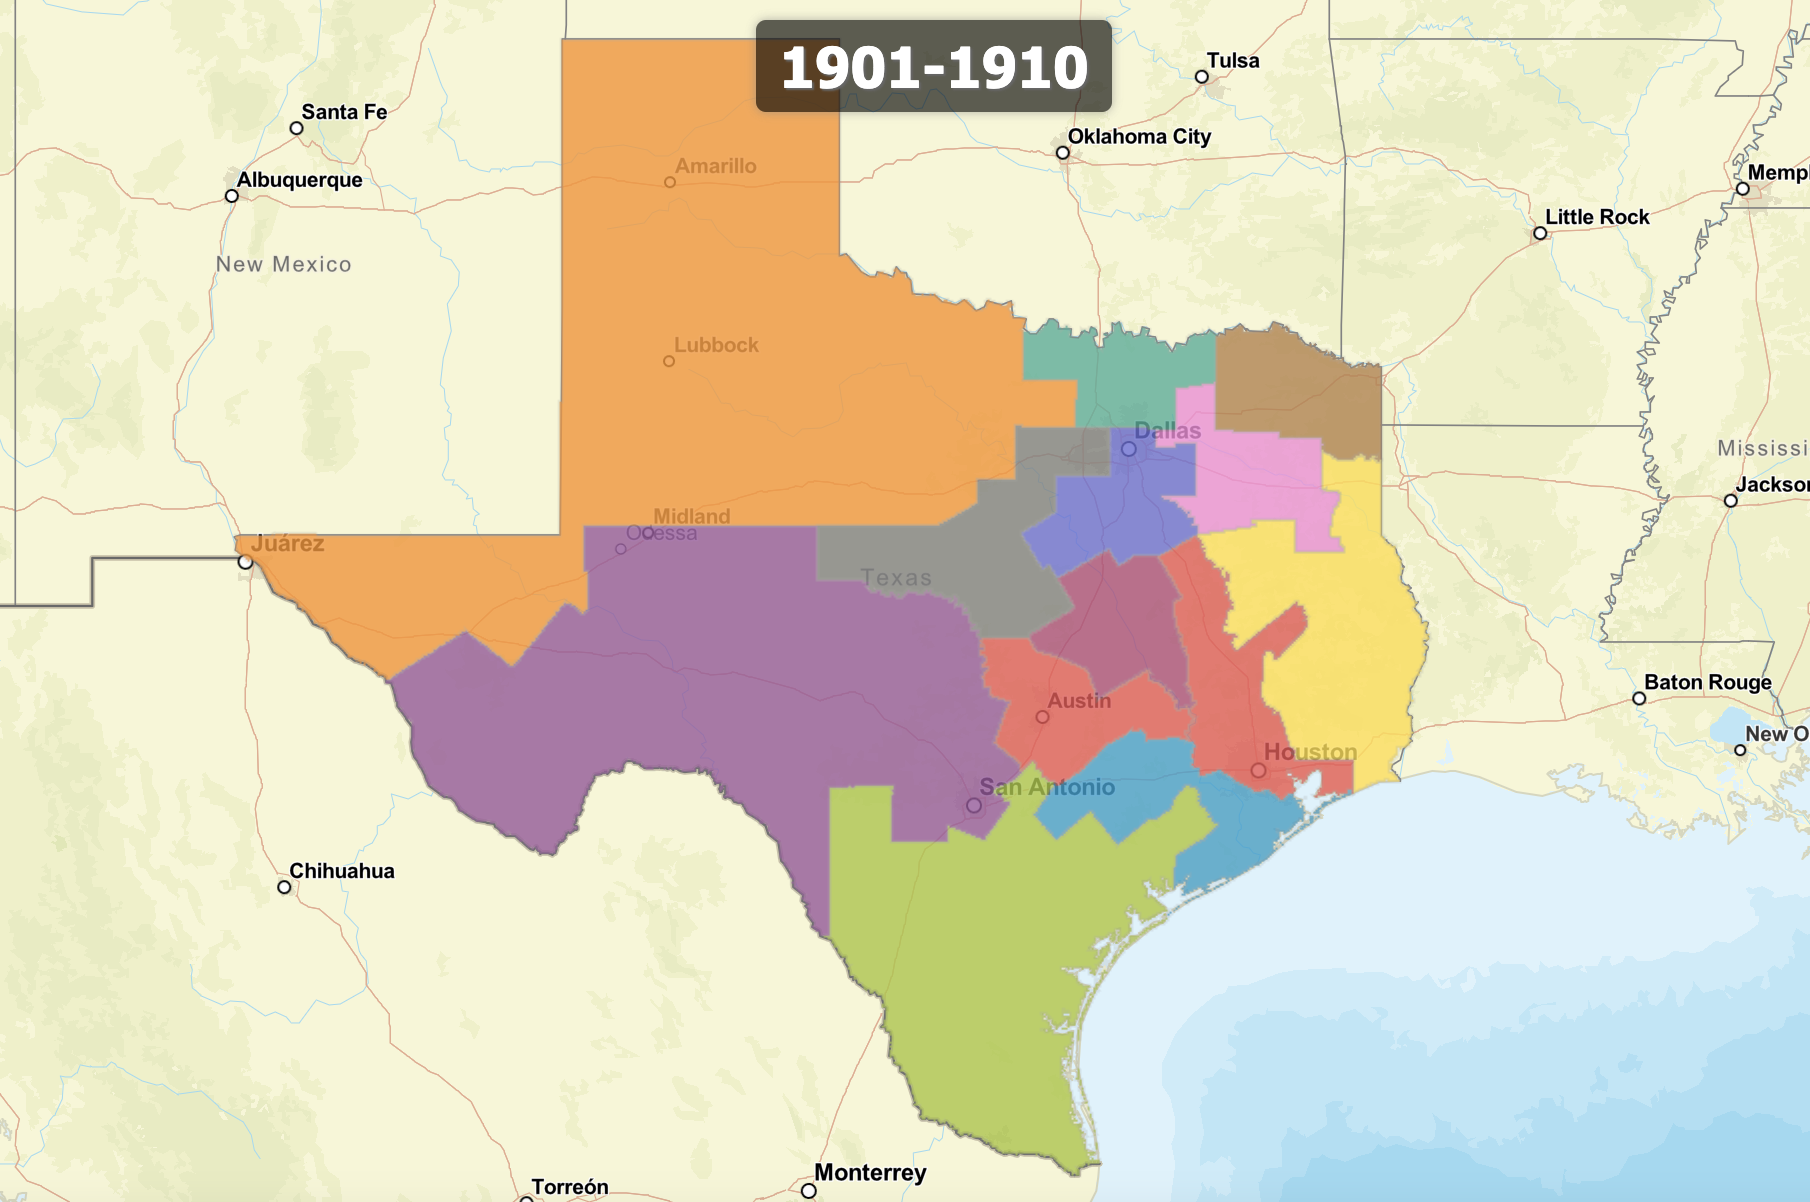 1901-1910
Tulsa
Santa Fe
Oklahoma City
Amarillo
Memp
Albuquerque
Little Rock
New Mexico
Lubbock
Dallas
Mississi
Jackson
Midland
Odessa
Juárez
Texas
Baton Rouge
Austin
New O
Houston
San Antonio
Chihuahua
Monterrey
Torreón